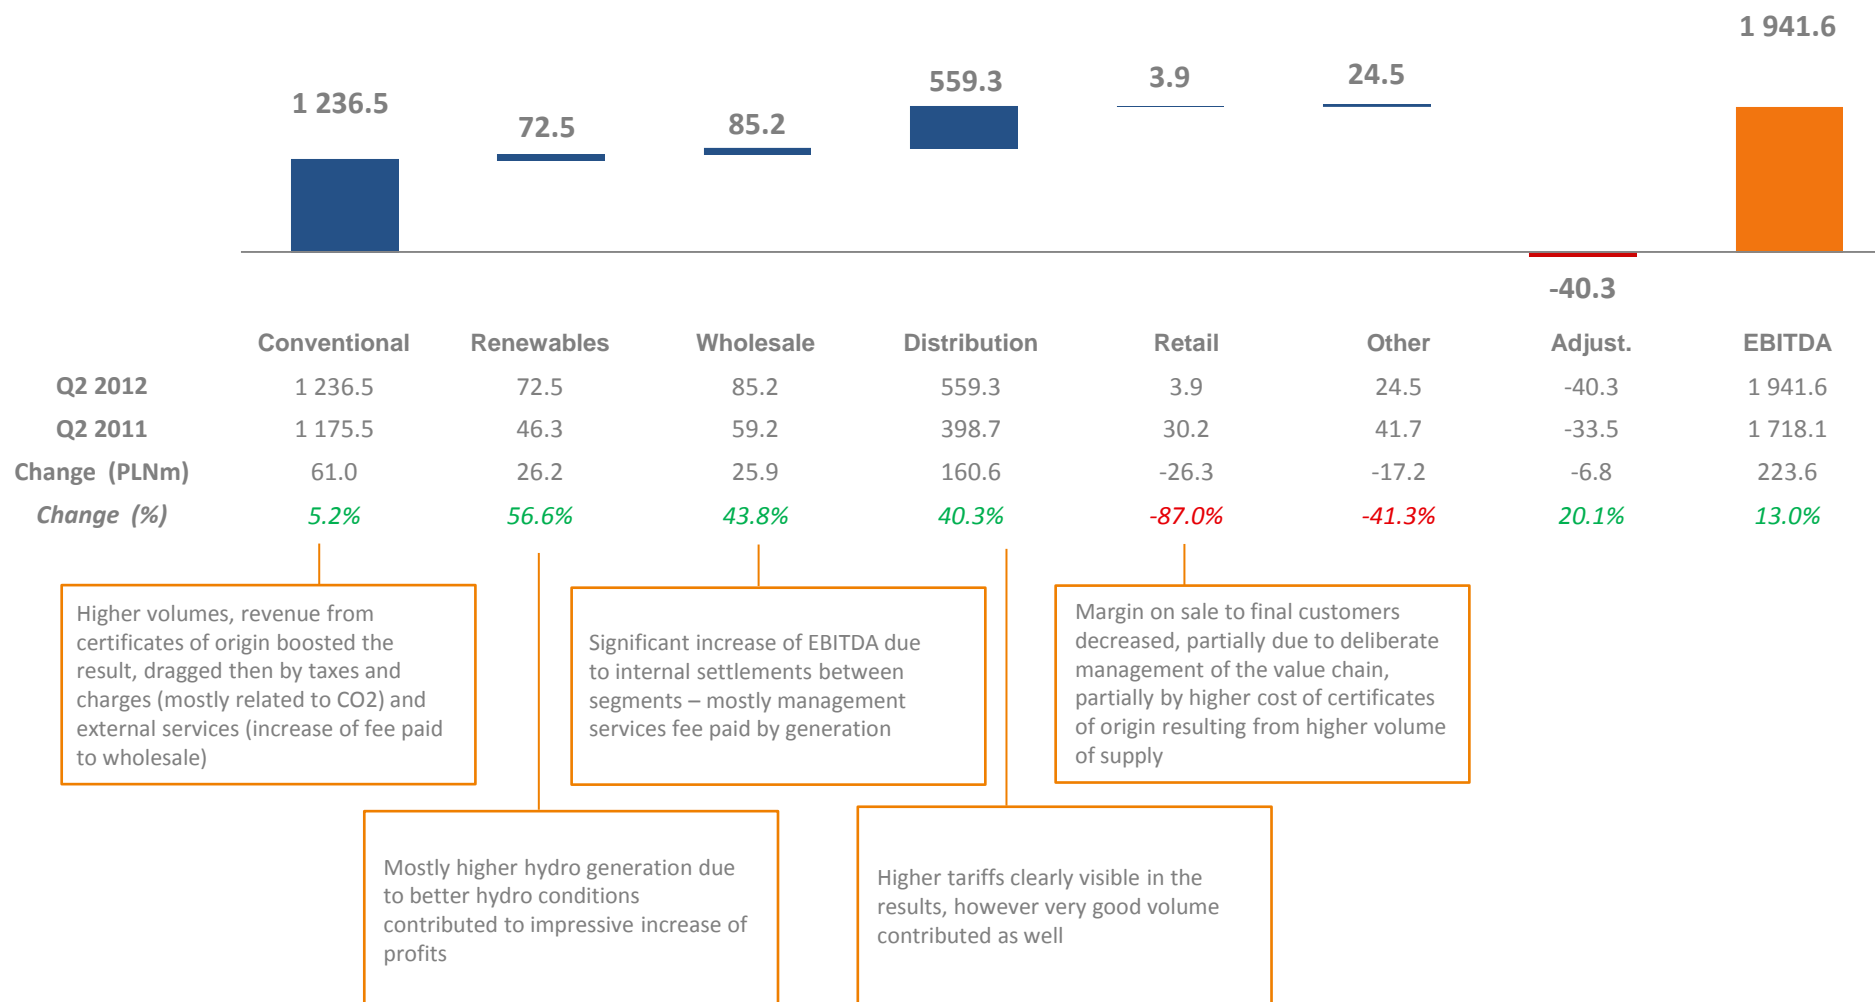 1 941.6
1 236.5
72.5
85.2
559.3
3.9
24.5
-40.3
Conventional Renewables Wholesale Distribution Retail Other Adjust. EBITDA
Q2 2012 1 236.5 72.5 85.2 559.3 3.9 24.5 -40.3 1 941.6
Q2 2011 1 175.5 46.3 59.2 398.7 30.2 41.7 -33.5 1 718.1
Change (PLNm) 61.0 26.2 25.9 160.6 -26.3 -17.2 -6.8 223.6
Change (%) 5.2% 56.6% 43.8% 40.3% -87.0% -41.3% 20.1% 13.0%
Higher volumes, revenue from
certificates of origin boosted the
result, dragged then by taxes and
charges (mostly related to CO2) and
external services (increase of fee paid
to wholesale)
Significant increase of EBITDA due
to internal settlements between
segments – mostly management
services fee paid by generation
Margin on sale to final customers
decreased, partially due to deliberate
management of the value chain,
partially by higher cost of certificates
of origin resulting from higher volume
of supply
Mostly higher hydro generation due
to better hydro conditions
contributed to impressive increase of
profits
Higher tariffs clearly visible in the
results, however very good volume
contributed as well